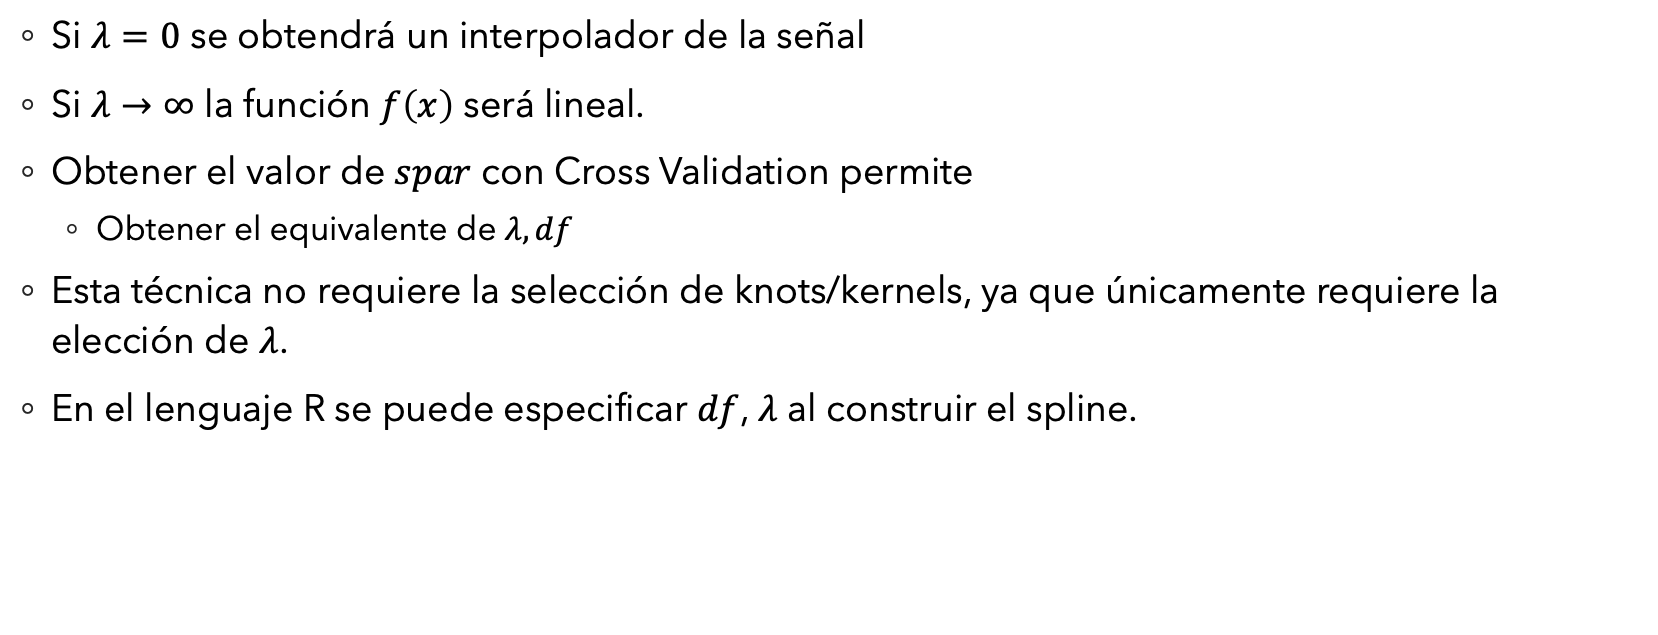 ◦ Si λ = 0 se obtendrá un interpolador de la señal
◦ Si λ → ∞ la función f(x) será lineal.
◦ Obtener el valor de spar con Cross Validation permite
◦ Obtener el equivalente de λ, df
◦ Esta técnica no requiere la selección de knots/kernels, ya que únicamente requiere la
elección de λ.
◦ En el lenguaje R se puede especificar df, λ al construir el spline.